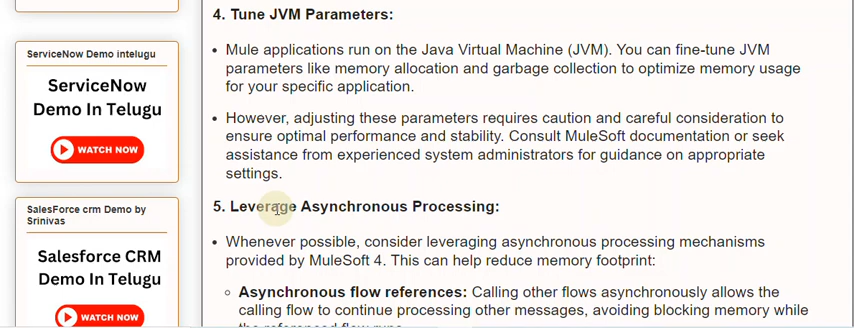 ServiceNow Demo intelugu
ServiceNow
Demo In Telugu
WATCH NOW
SalesForce crm Demo by
Srinivas
Salesforce CRM
Demo In Telugu
WATCH NOW
4. Tune JVM Parameters:
• Mule applications run on the Java Virtual Machine (JVM). You can fine-tune JVM
parameters like memory allocation and garbage collection to optimize memory usage
for your specific application.
• However, adjusting these parameters requires caution and careful consideration to
ensure optimal performance and stability. Consult MuleSoft documentation or seek
assistance from experienced system administrators for guidance on appropriate
settings.
5. Leverage Asynchronous Processing:
• Whenever possible, consider leveraging asynchronous processing mechanisms
provided by MuleSoft 4. This can help reduce memory footprint:
◦ Asynchronous flow references: Calling other flows asynchronously allows the
calling flow to continue processing other messages, avoiding blocking memory while